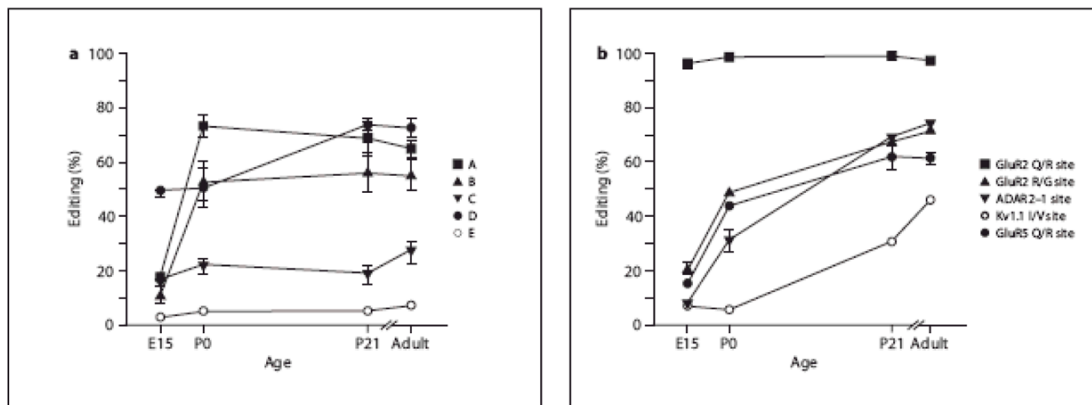 a
100
80
60
40
20
0
Editing (%)
E15 P0 P21 Adult
Age
A
B
C
D
E
b
100
80
60
40
20
0
Editing (%)
E15 P0 P21 Adult
Age
GluR2 Q/R site
GluR2 R/G site
ADAR2–1 site
Kv1.1 I/V site
GluR5 Q/R site